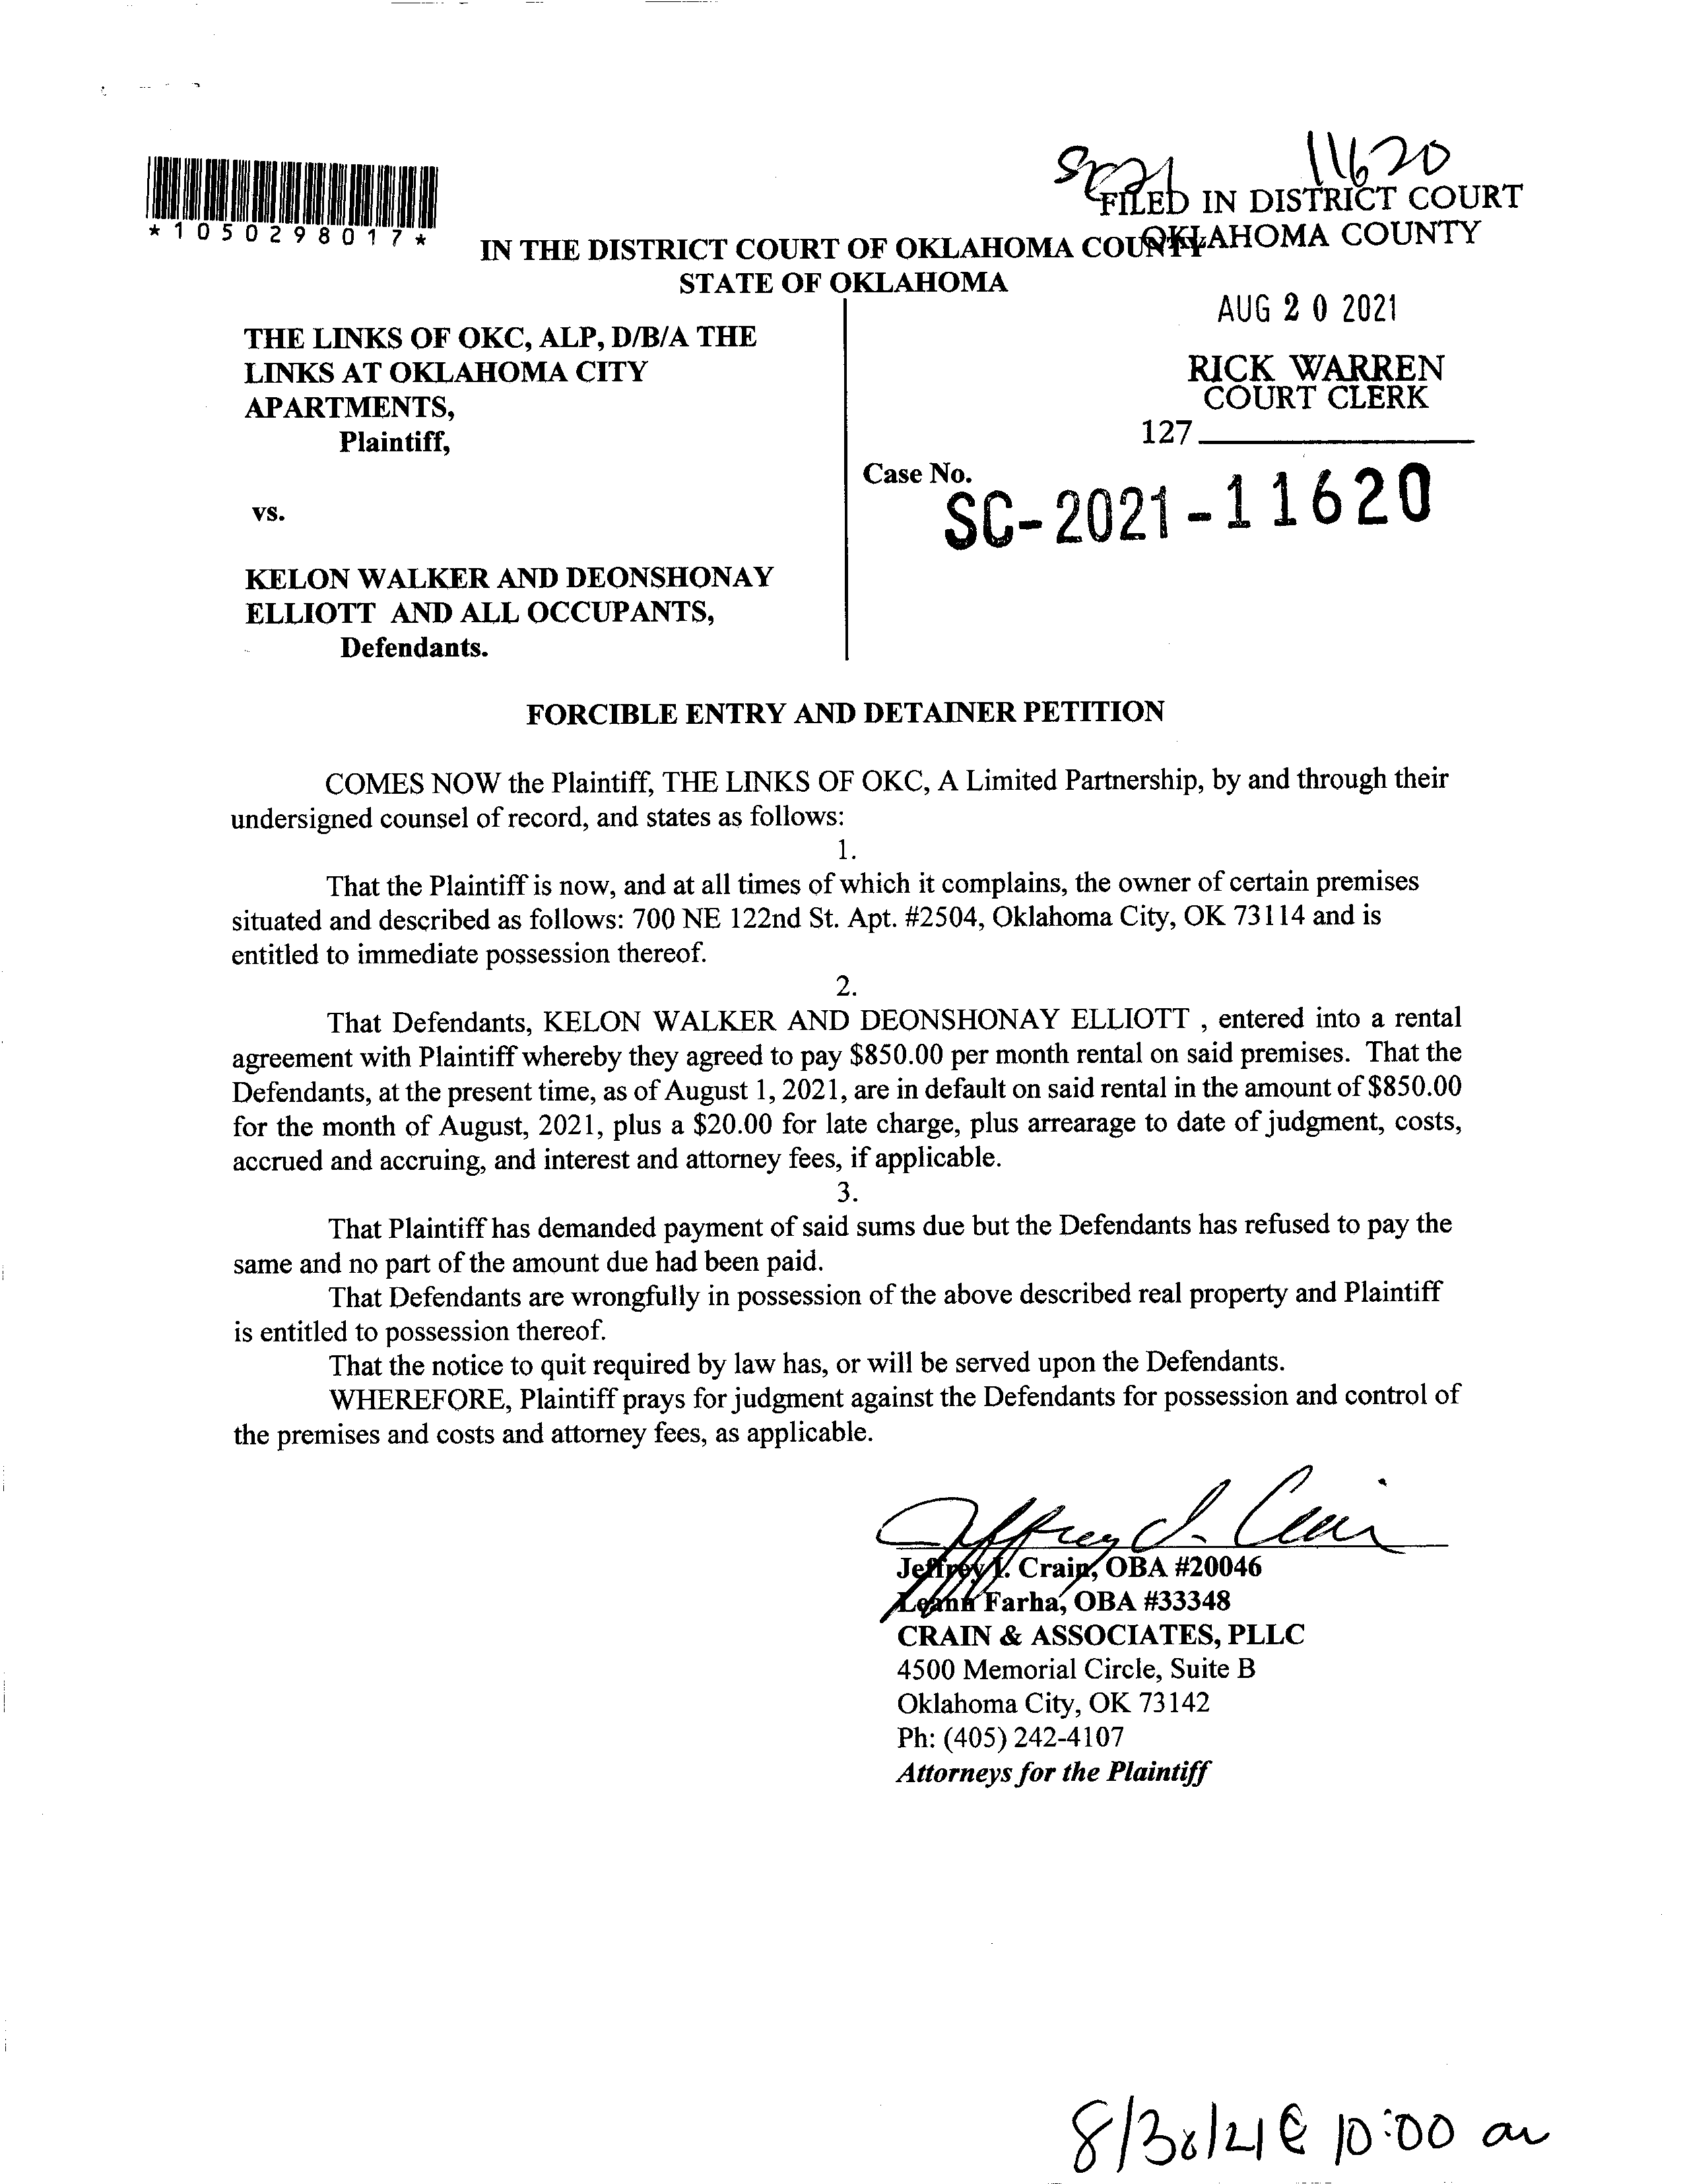 SC21 11620
FILED IN DISTRICT COURT
OKLAHOMA COUNTY
*1050298017*
IN THE DISTRICT COURT OF OKLAHOMA COUNTY
STATE OF OKLAHOMA
AUG 20 2021
RICK WARREN
COURT CLERK
127
THE LINKS OF OKC, ALP, D/B/A THE
LINKS AT OKLAHOMA CITY
APARTMENTS,
Plaintiff,
Case No.
SC-2021-11620
vs.
KELON WALKER AND DEONSHONAY
ELLIOTT AND ALL OCCUPANTS,
Defendants.
FORCIBLE ENTRY AND DETAINER PETITION
COMES NOW the Plaintiff, THE LINKS OF OKC, A Limited Partnership, by and through their
undersigned counsel of record, and states as follows:
1.
That the Plaintiff is now, and at all times of which it complains, the owner of certain premises
situated and described as follows: 700 NE 122nd St. Apt. #2504, Oklahoma City, OK 73114 and is
entitled to immediate possession thereof.
2.
That Defendants, KELON WALKER AND DEONSHONAY ELLIOTT , entered into a rental
agreement with Plaintiff whereby they agreed to pay $850.00 per month rental on said premises. That the
Defendants, at the present time, as of August 1, 2021, are in default on said rental in the amount of $850.00
for the month of August, 2021, plus a $20.00 for late charge, plus arrearage to date of judgment, costs,
accrued and accruing, and interest and attorney fees, if applicable.
3.
That Plaintiff has demanded payment of said sums due but the Defendants has refused to pay the
same and no part of the amount due had been paid.
That Defendants are wrongfully in possession of the above described real property and Plaintiff
is entitled to possession thereof.
That the notice to quit required by law has, or will be served upon the Defendants.
WHEREFORE, Plaintiff prays for judgment against the Defendants for possession and control of
the premises and costs and attorney fees, as applicable.
Jeffrey I. Crain, OBA #20046
Leann Farha, OBA #33348
CRAIN & ASSOCIATES, PLLC
4500 Memorial Circle, Suite B
Oklahoma City, OK 73142
Ph: (405) 242-4107
Attorneys for the Plaintiff
8/30/21 @ 10:00 am